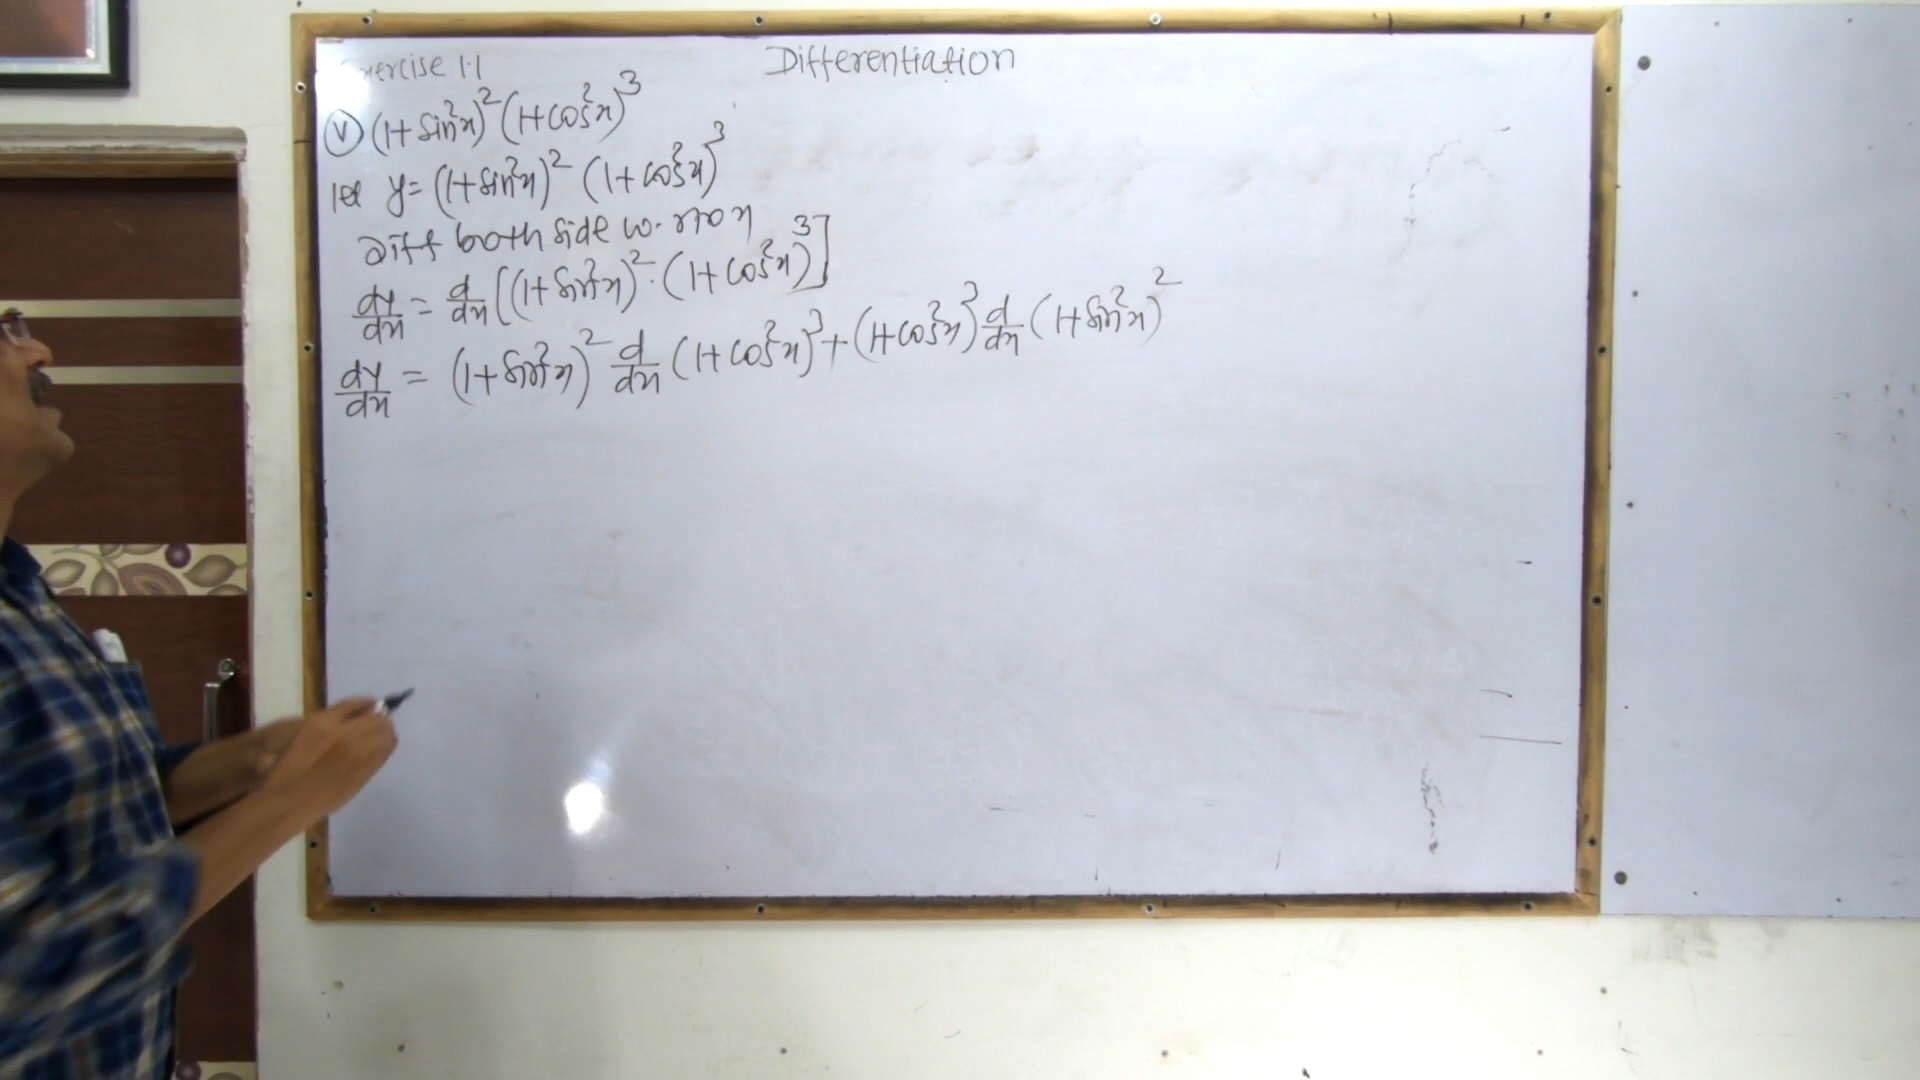 Exercise 1.1
Differentiation
(v) (1+sin²x)² (1+cos²x)³
let y = (1+sin²x)² (1+cos²x)³
Diff both side w.r.to x
dy/dx = d/dx [(1+sin²x)² · (1+cos²x)³]
dy/dx = (1+sin²x)² d/dx (1+cos²x)³ + (1+cos²x)³ d/dx (1+sin²x)²